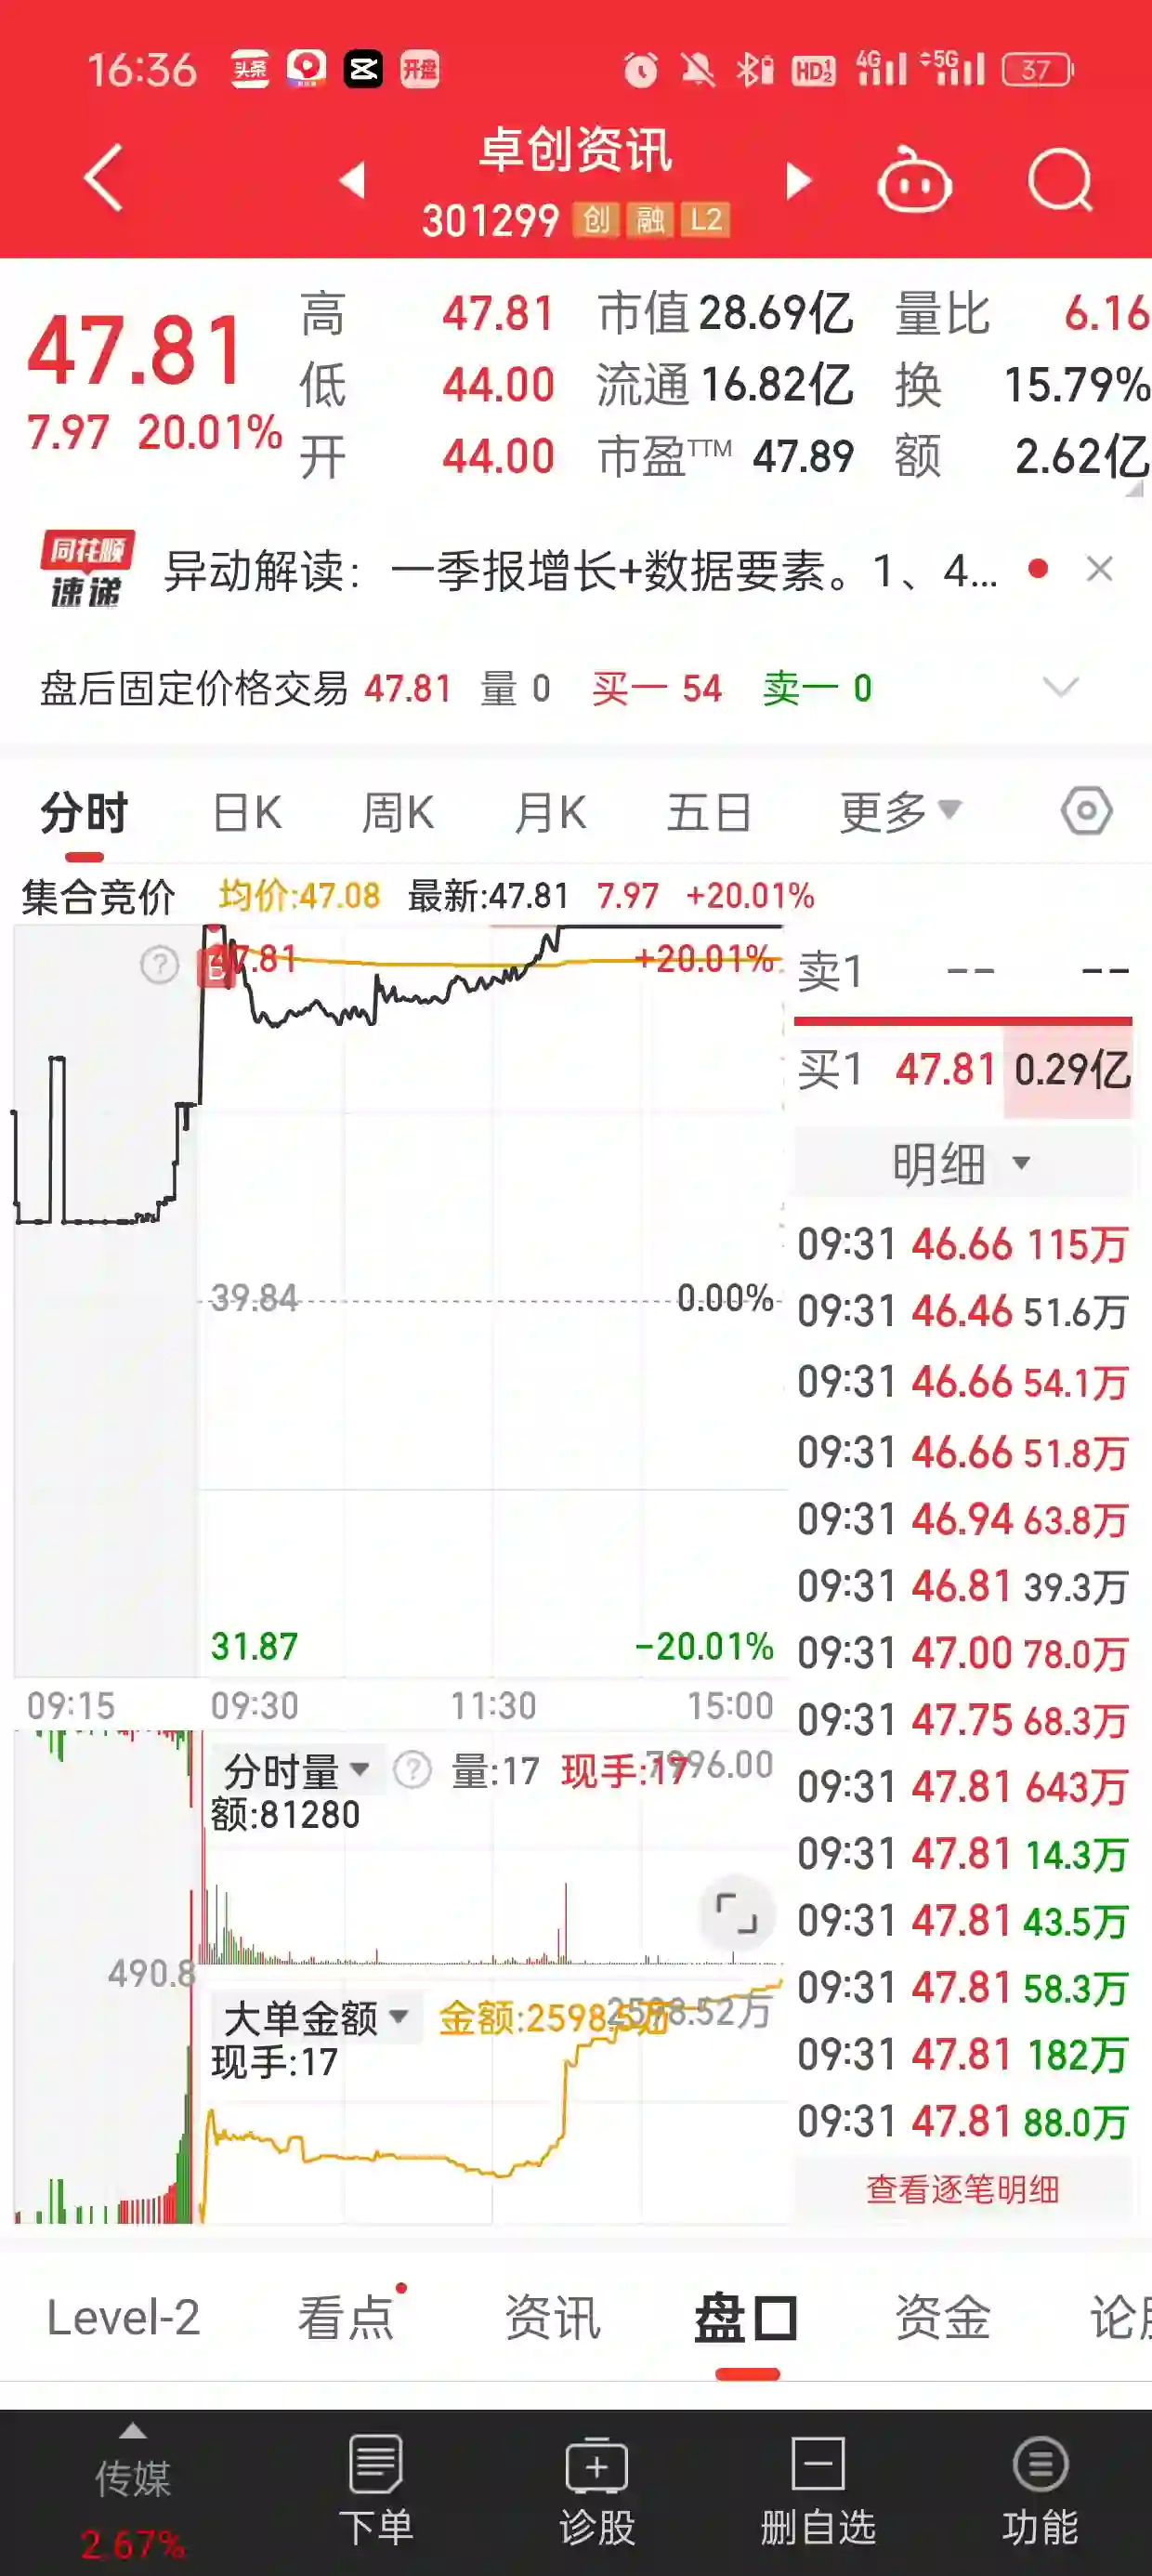 16:36 头条 开盘 HD 4G 5G 37
卓创资讯
301299 创 融 L2
47.81
7.97 20.01%
高 47.81 市值 28.69亿 量比 6.16
低 44.00 流通 16.82亿 换 15.79%
开 44.00 市盈TTM 47.89 额 2.62亿
同花顺
速递
异动解读：一季报增长+数据要素。1、4...
盘后固定价格交易 47.81 量 0 买一 54 卖一 0
分时 日K 周K 月K 五日 更多
集合竞价 均价:47.08 最新:47.81 7.97 +20.01%
47.81 +20.01%
39.84 0.00%
31.87 -20.01%
09:15 09:30 11:30 15:00
卖1 -- --
买1 47.81 0.29亿
明细
09:31 46.66 115万
09:31 46.46 51.6万
09:31 46.66 54.1万
09:31 46.66 51.8万
09:31 46.94 63.8万
09:31 46.81 39.3万
09:31 47.00 78.0万
09:31 47.75 68.3万
09:31 47.81 643万
09:31 47.81 14.3万
09:31 47.81 43.5万
09:31 47.81 58.3万
09:31 47.81 182万
09:31 47.81 88.0万
查看逐笔明细
分时量 ? 量:17 现手:17
额:81280
490.8
大单金额 2598.52万
现手:17
Level-2 看点 资讯 盘口 资金
传媒
2.67%
下单 诊股 删自选 功能